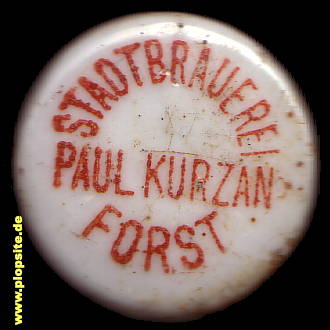 STADTBRAUEREI
PAUL KURZAN
FORST
www.plopsite.de